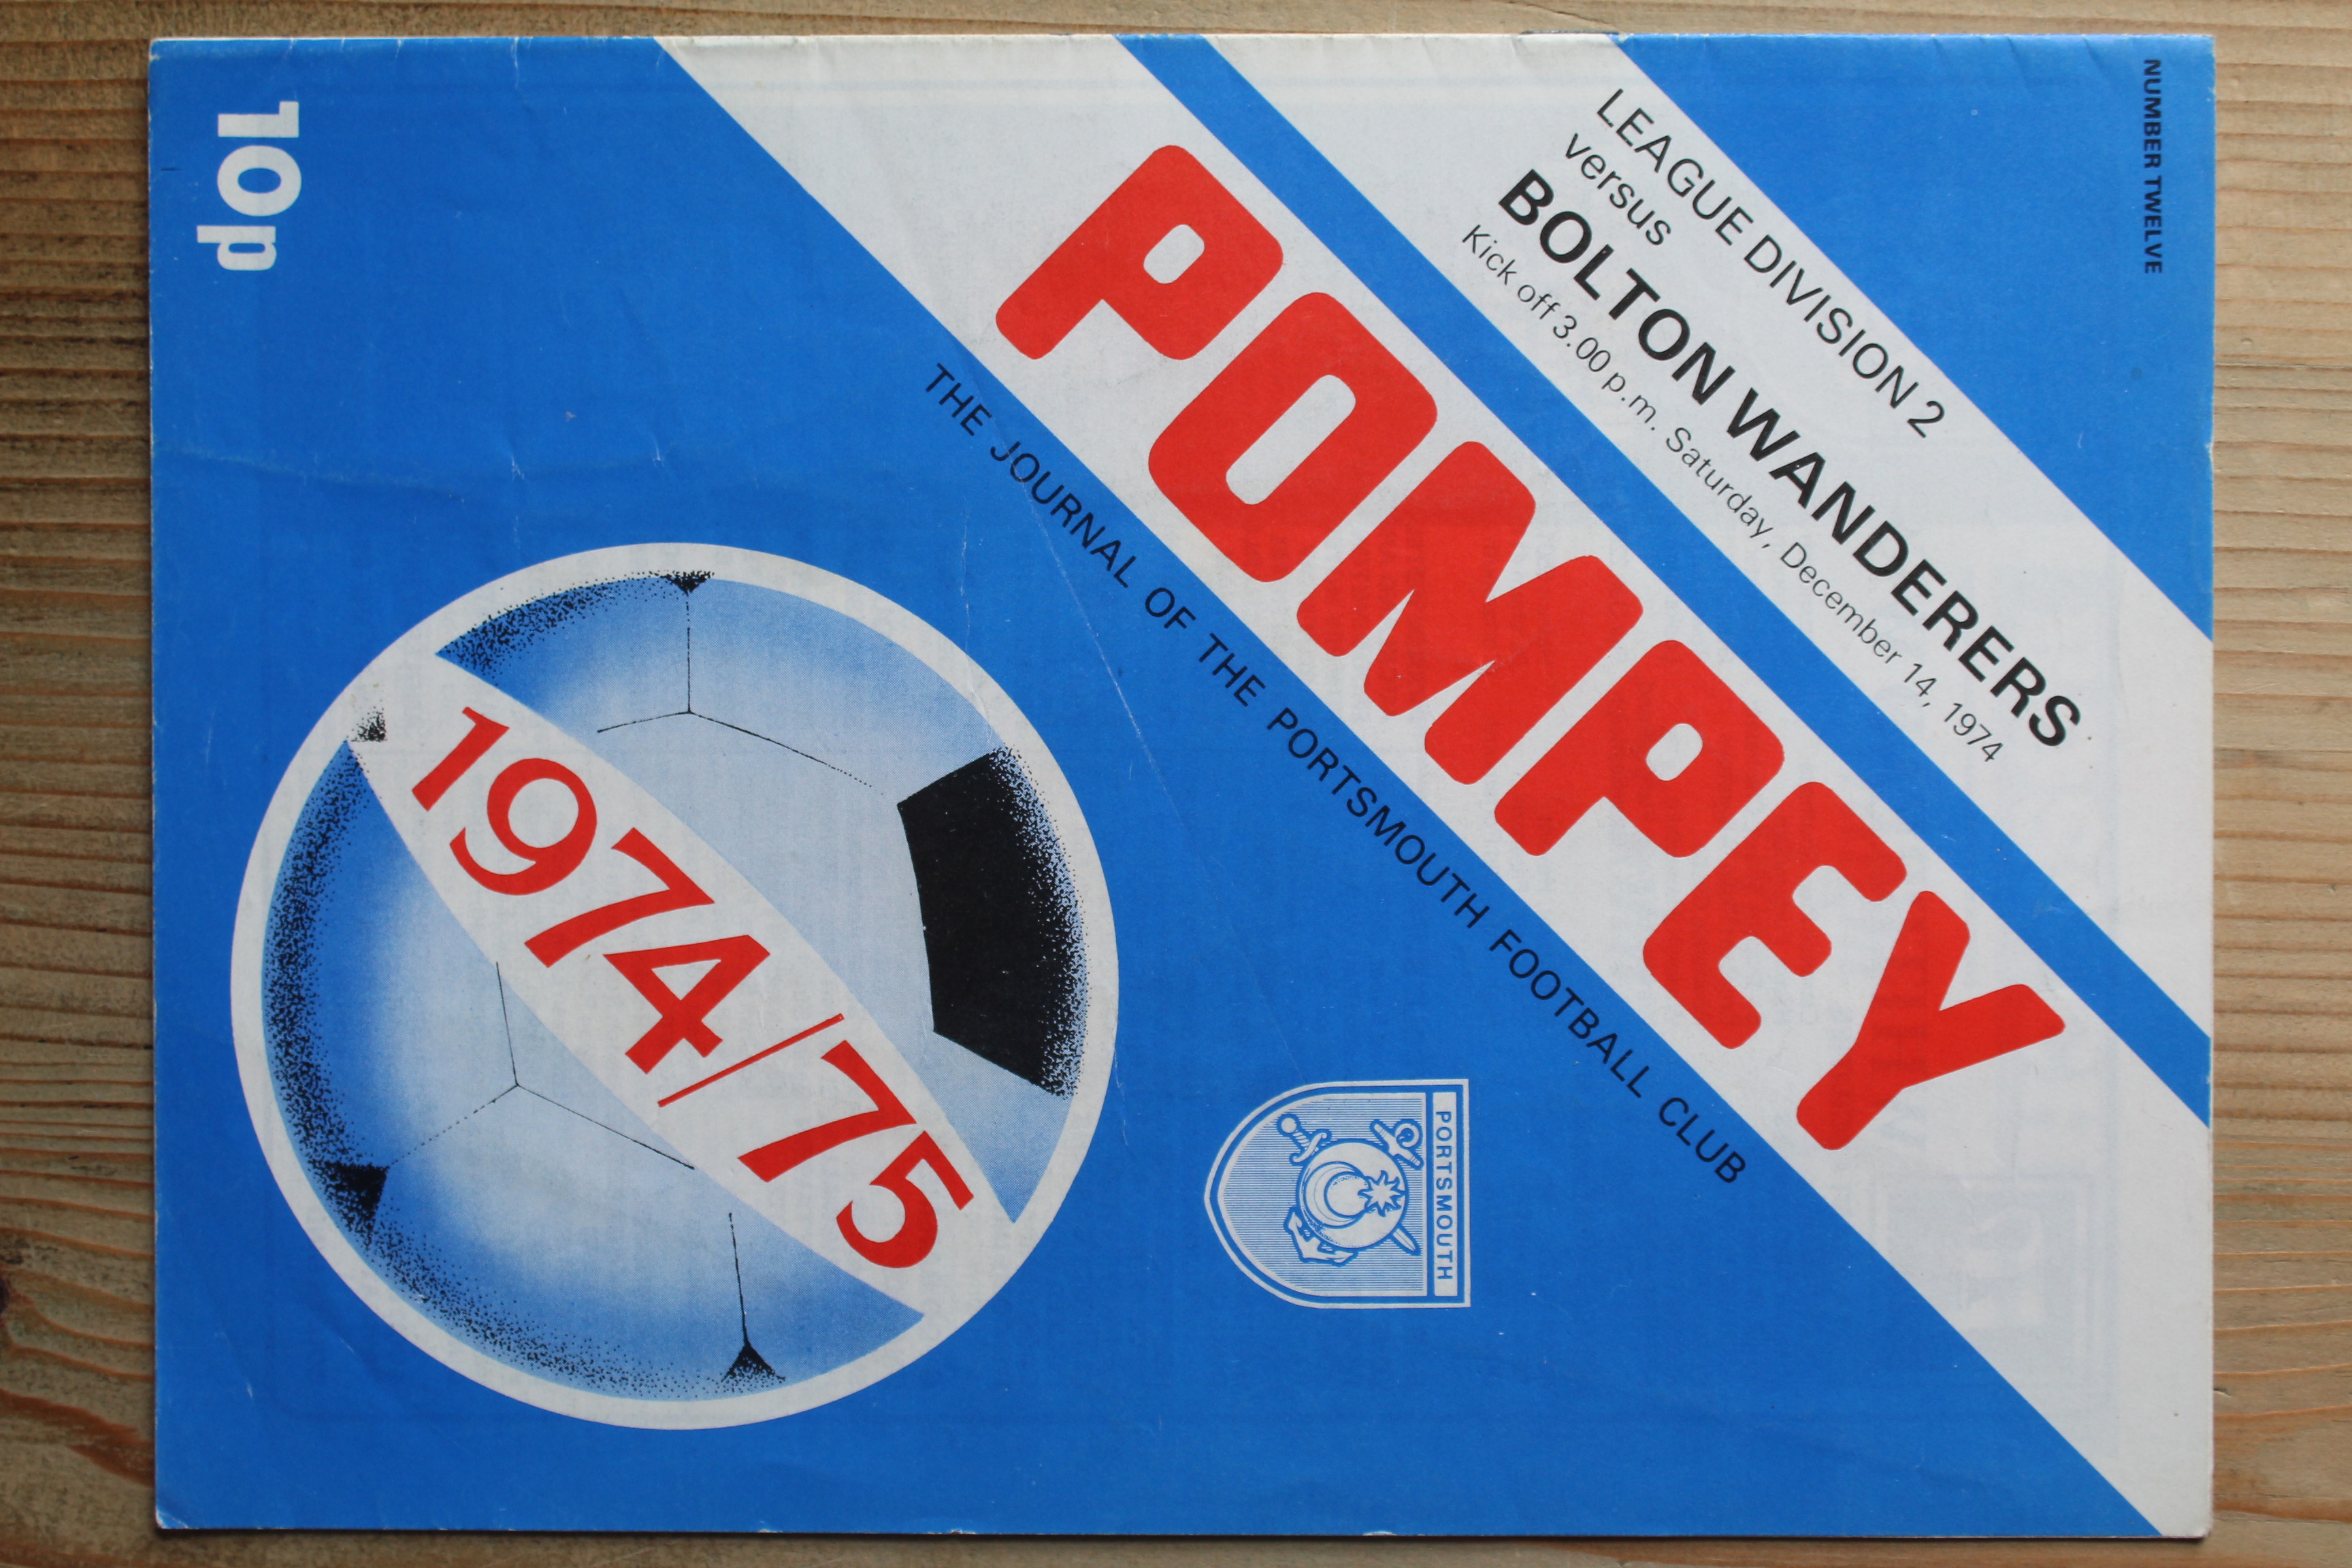 NUMBER TWELVE
LEAGUE DIVISION 2
versus
BOLTON WANDERERS
Kick off 3.00 p.m. Saturday, December 14, 1974
POMPEY
THE JOURNAL OF THE PORTSMOUTH FOOTBALL CLUB
PORTSMOUTH
1974/75
10p